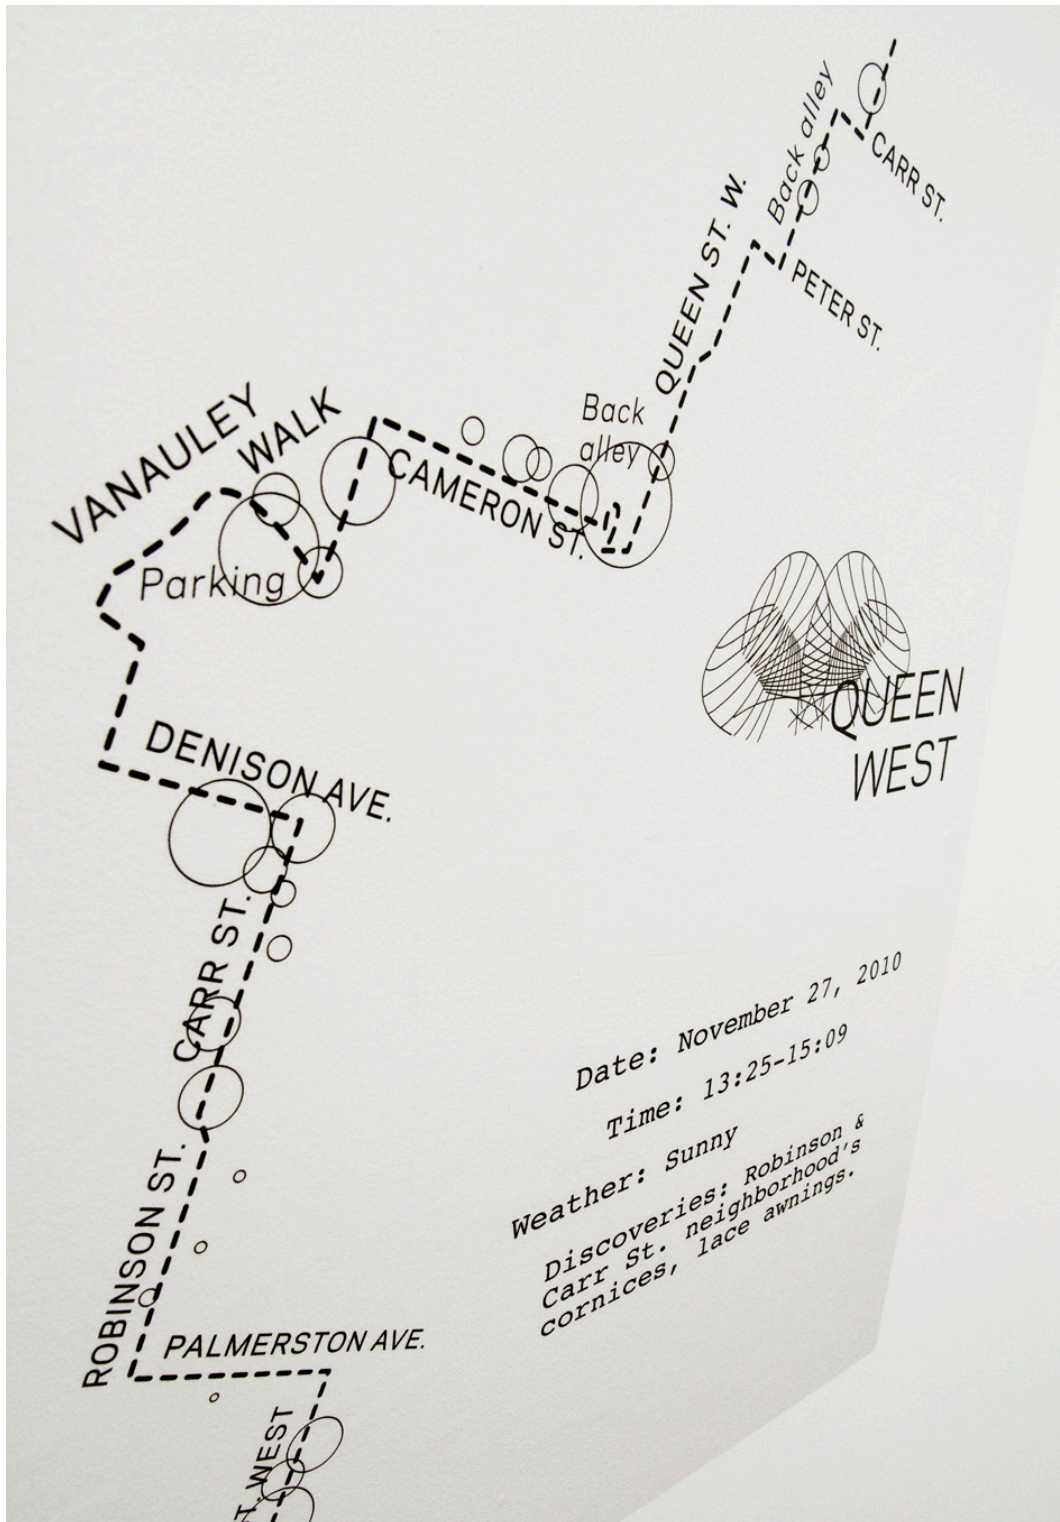 Back alley
CARR ST.
QUEEN ST. W.
PETER ST.
VANAULEY
WALK
Back
alley
CAMERON ST.
Parking
QUEEN
WEST
DENISON AVE.
CARR ST.
Date: November 27, 2010
Time: 13:25-15:09
Weather: Sunny
Discoveries: Robinson &
Carr St. neighborhood's
cornices, lace awnings.
ROBINSON ST.
PALMERSTON AVE.
T. WEST